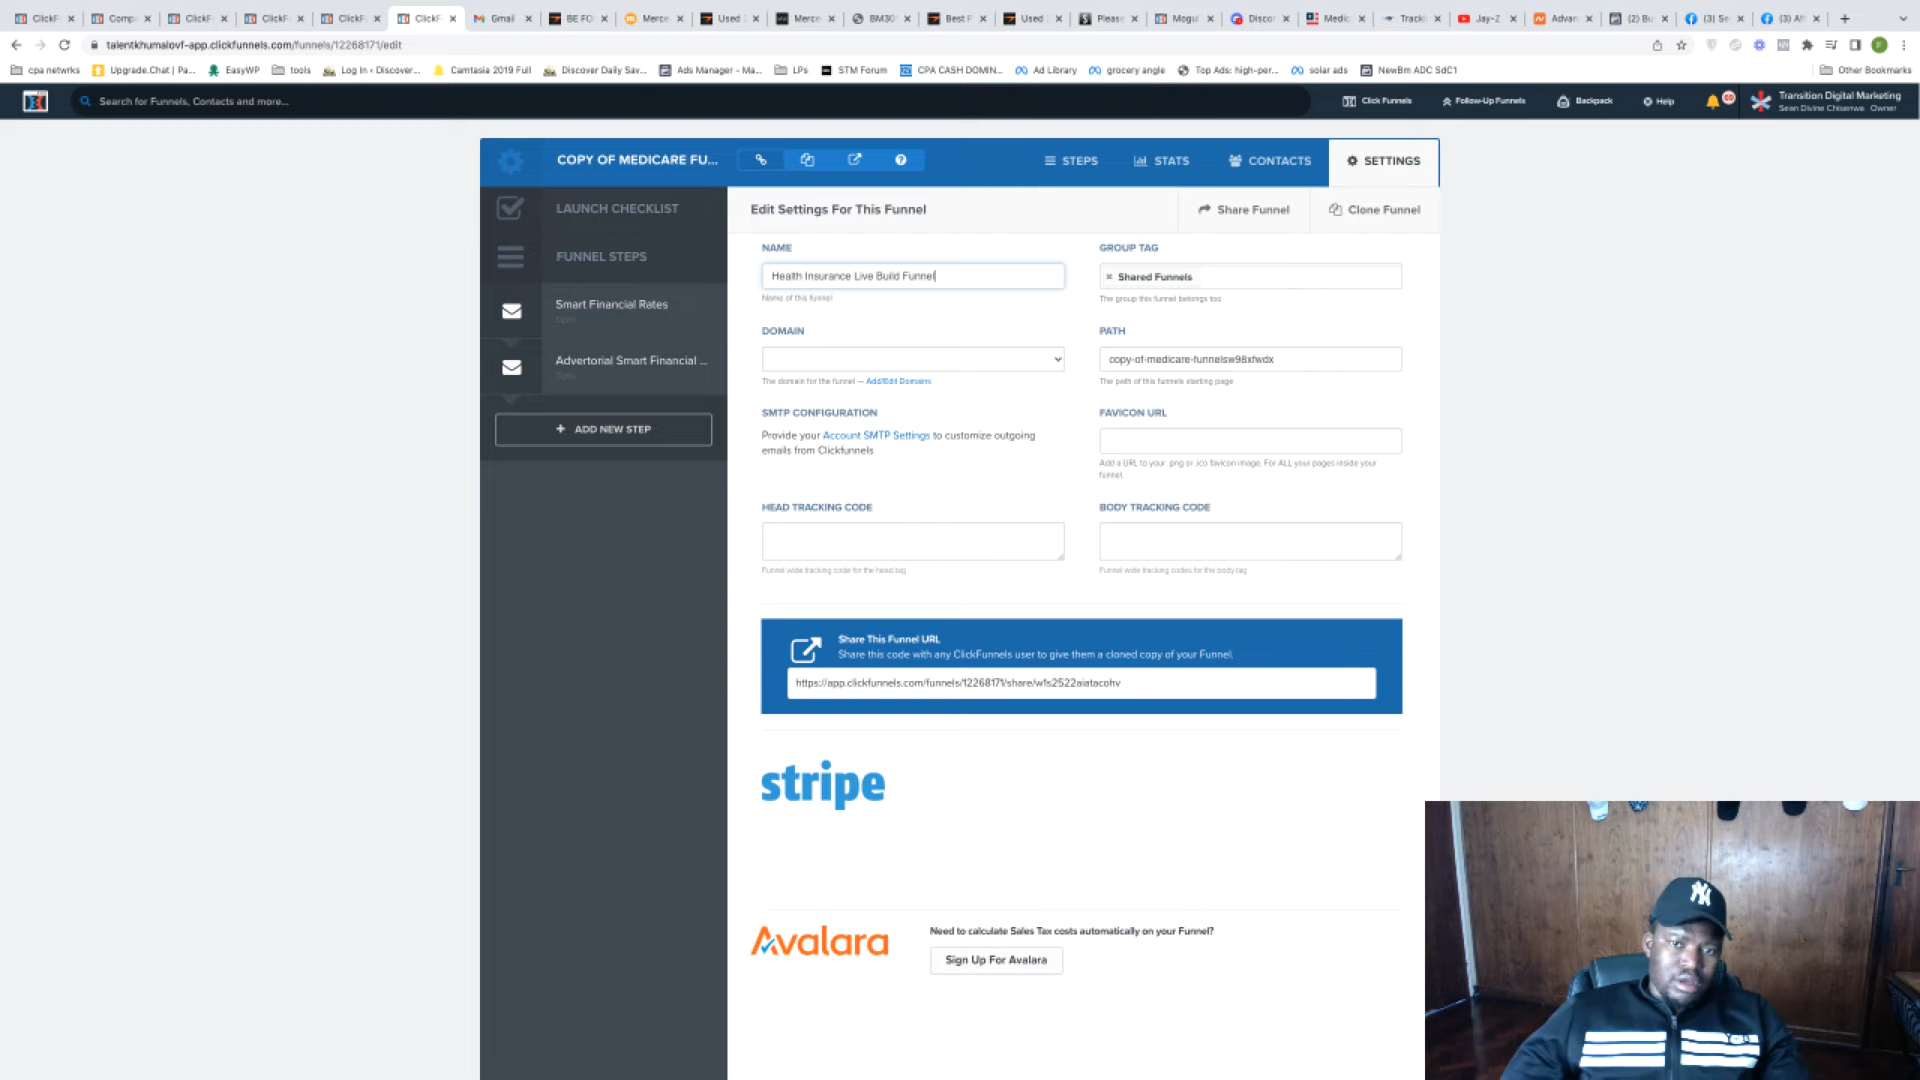 ClickF
Compa
ClickF
ClickF
ClickF
ClickF
Gmail
BE FO
Merce
Used
Merce
BM30
Best F
Used
Please
Mogul
Disco
Medic
Tracki
Jay-Z
Advan
(2) Bu
(3) Se
talentkhumalovf-app.clickfunnels.com/funnels/12268171/edit
cpa netwrks
Upgrade.Chat | Pa...
EasyWP
tools
Log In ‹ Discover...
Camtasia 2019 Full
Discover Daily Sav...
Ads Manager - Ma...
LPs
STM Forum
CPA CASH DOMIN...
Ad Library
grocery angle
Top Ads: high-per...
solar ads
NewBm ADC SdC1
Other Bookmarks
Search for Funnels, Contacts and more...
Click Funnels
Follow-Up Funnels
Backpack
Help
Transition Digital Marketing
Sean Divine Chisenwa Owner
COPY OF MEDICARE FU...
STEPS
STATS
CONTACTS
SETTINGS
LAUNCH CHECKLIST
Edit Settings For This Funnel
Share Funnel
Clone Funnel
FUNNEL STEPS
NAME
GROUP TAG
Health Insurance Live Build Funnel
× Shared Funnels
Name of this funnel
The group this funnel belongs too
Smart Financial Rates
Optin
DOMAIN
PATH
Advertorial Smart Financial ...
Optin
copy-of-medicare-funnelsw98xfwdx
The domain for the funnel — Add/Edit Domains
The path of this funnels starting page
+ ADD NEW STEP
SMTP CONFIGURATION
FAVICON URL
Provide your Account SMTP Settings to customize outgoing
emails from Clickfunnels
Add a URL to your .png or .ico favicon image. For ALL your pages inside your
funnel.
HEAD TRACKING CODE
BODY TRACKING CODE
Funnel wide tracking code for the head tag
Funnel wide tracking codes for the body tag
Share This Funnel URL
Share this code with any ClickFunnels user to give them a cloned copy of your Funnel.
https://app.clickfunnels.com/funnels/12268171/share/w1s2522aiatacohv
stripe
Avalara
Need to calculate Sales Tax costs automatically on your Funnel?
Sign Up For Avalara